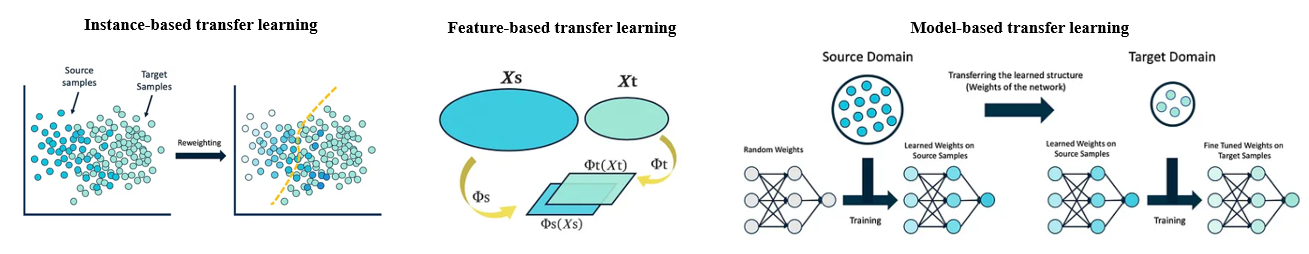 Instance-based transfer learning
Source
samples
Target
Samples
Reweighting
Feature-based transfer learning
Xs
Xt
Φt(Xt)
Φt
Φs
Φs(Xs)
Model-based transfer learning
Source Domain
Target Domain
Transferring the learned structure
(Weights of the network)
Random Weights
Learned Weights on
Source Samples
Learned Weights on
Source Samples
Fine Tuned Weights on
Target Samples
Training
Training